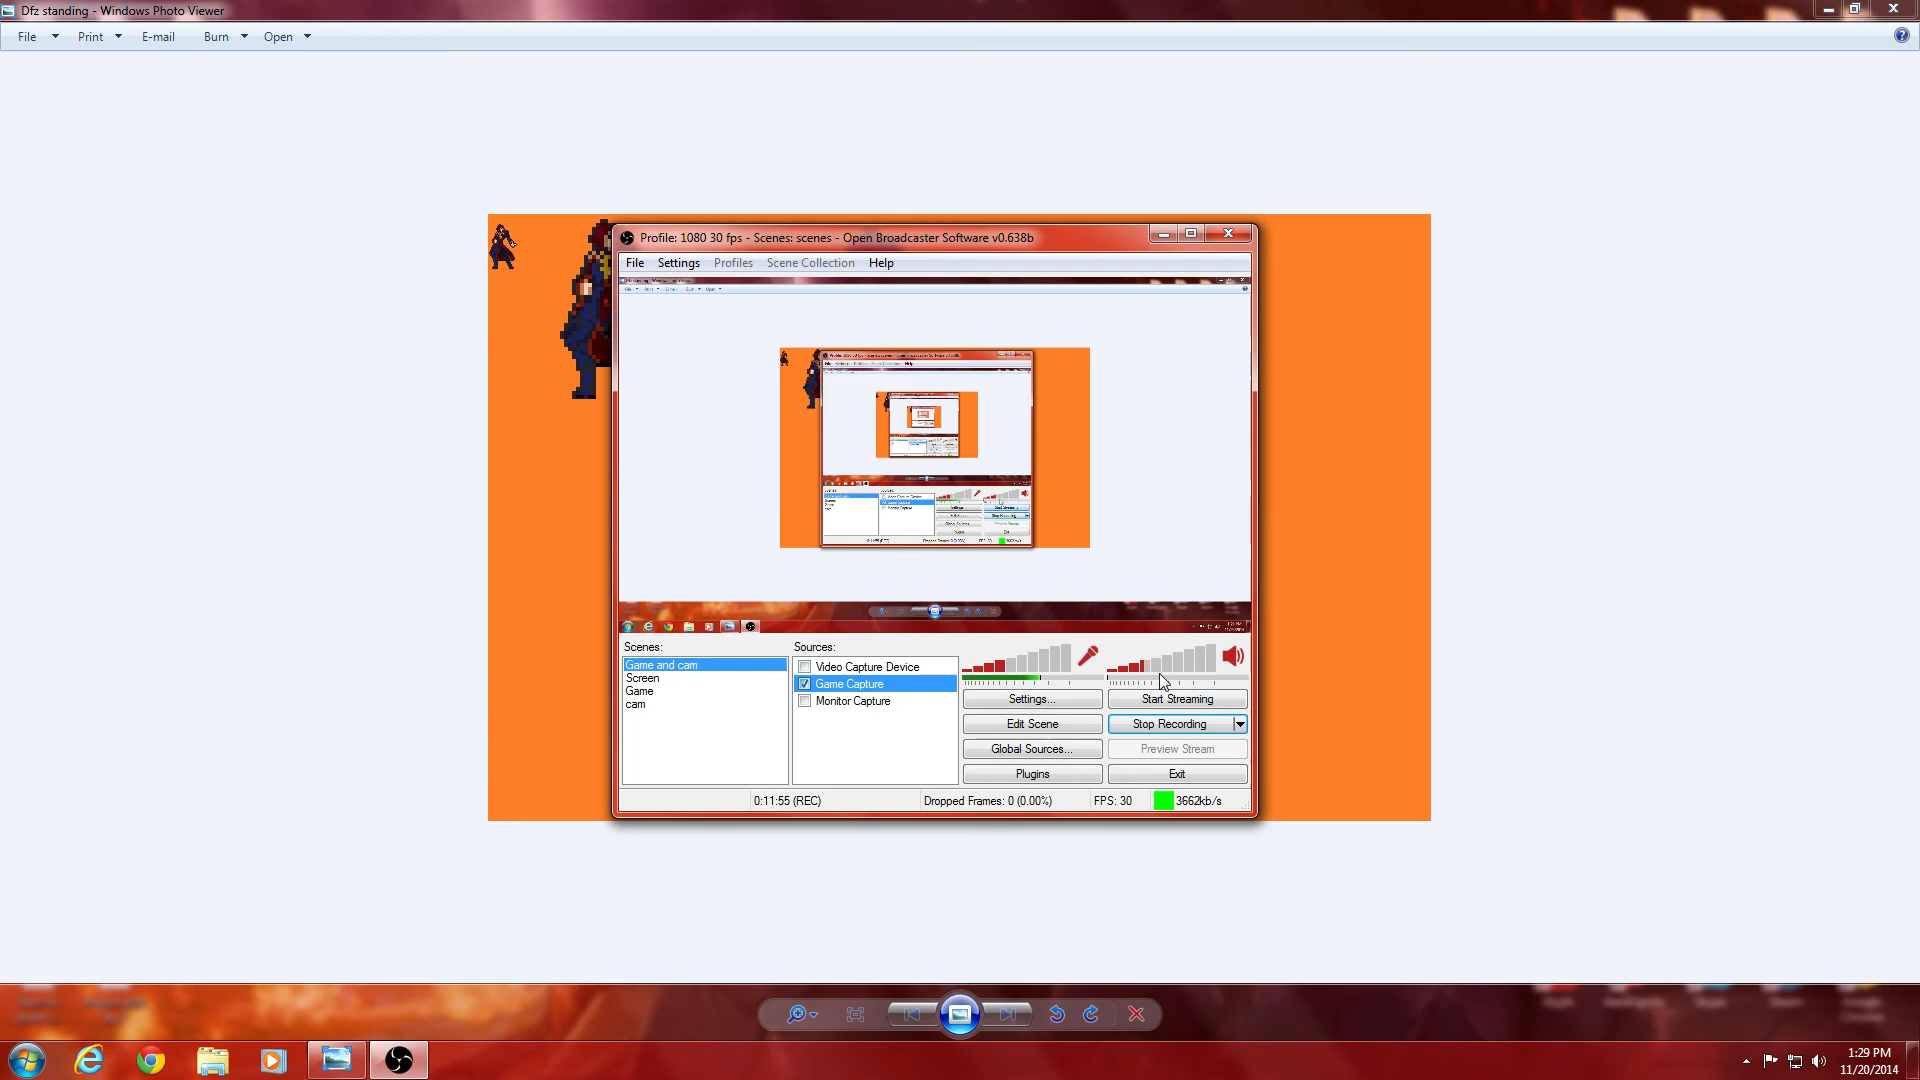 Dfz standing - Windows Photo Viewer
File Print E-mail Burn Open
Profile: 1080 30 fps - Scenes: scenes - Open Broadcaster Software v0.638b
File Settings Profiles Scene Collection Help
Scenes:
Game and cam
Screen
Game
cam
Sources:
Video Capture Device
Game Capture
Monitor Capture
Settings...
Start Streaming
Edit Scene
Stop Recording
Global Sources...
Preview Stream
Plugins
Exit
0:11:55 (REC)
Dropped Frames: 0 (0.00%)
FPS: 30
3662kb/s
1:29 PM
11/20/2014